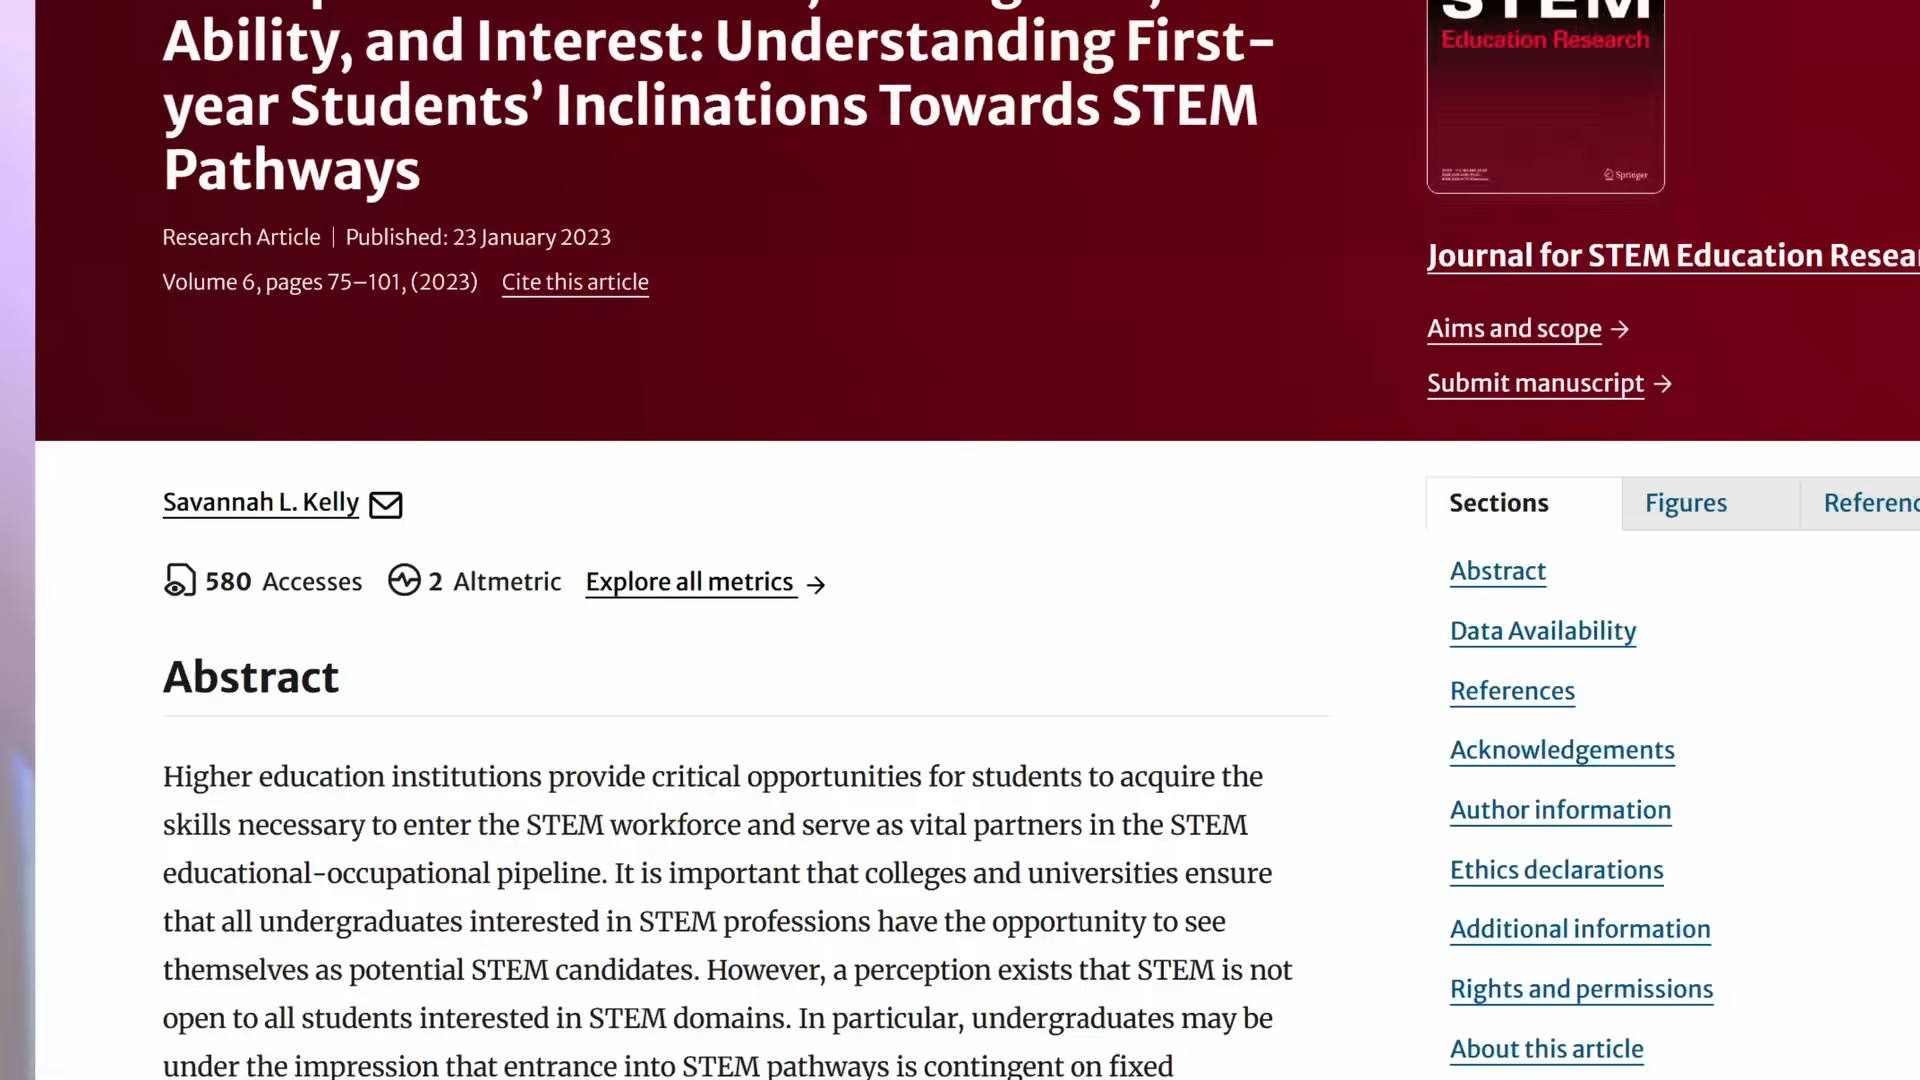 Ability, and Interest: Understanding First-
year Students’ Inclinations Towards STEM
Pathways
Research Article | Published: 23 January 2023
Volume 6, pages 75–101, (2023) Cite this article
STEM
Education Research
Springer
Journal for STEM Education Resear
Aims and scope →
Submit manuscript →
Savannah L. Kelly
580 Accesses 2 Altmetric Explore all metrics →
Abstract
Higher education institutions provide critical opportunities for students to acquire the
skills necessary to enter the STEM workforce and serve as vital partners in the STEM
educational-occupational pipeline. It is important that colleges and universities ensure
that all undergraduates interested in STEM professions have the opportunity to see
themselves as potential STEM candidates. However, a perception exists that STEM is not
open to all students interested in STEM domains. In particular, undergraduates may be
under the impression that entrance into STEM pathways is contingent on fixed
Sections Figures Referenc
Abstract
Data Availability
References
Acknowledgements
Author information
Ethics declarations
Additional information
Rights and permissions
About this article